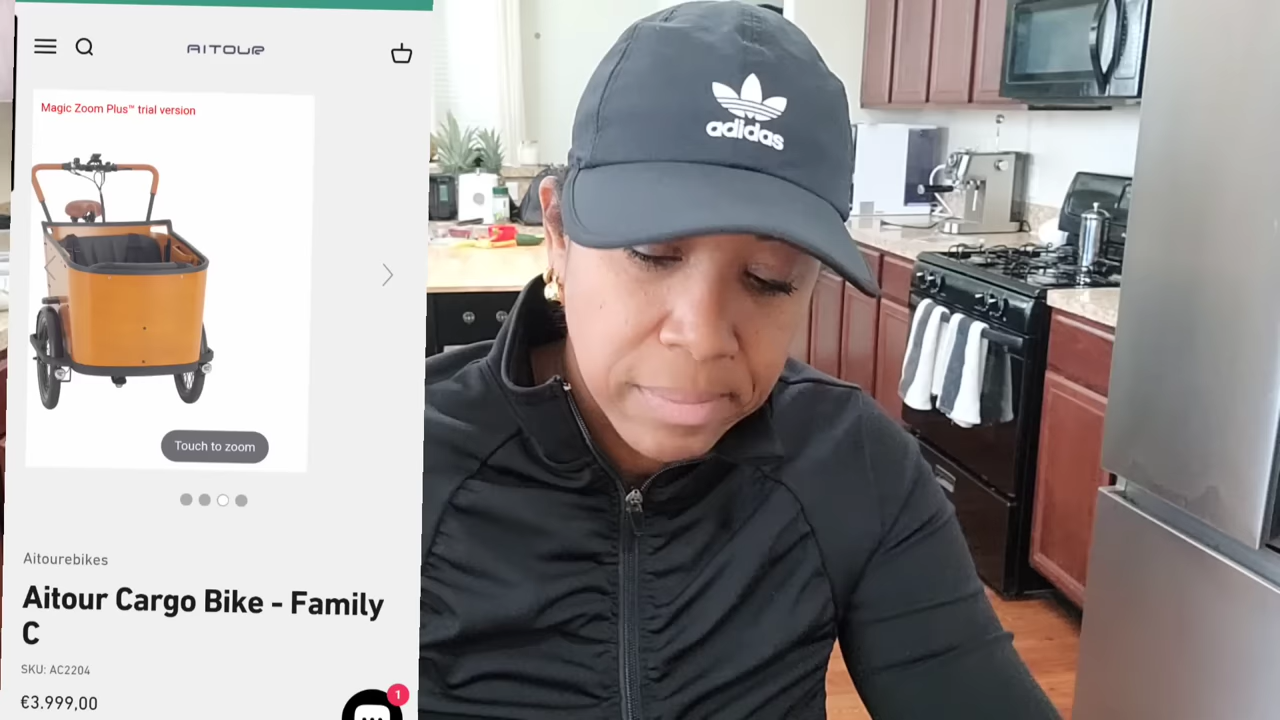 AITOUR
Magic Zoom Plus™ trial version
Touch to zoom
Aitourebikes
Aitour Cargo Bike - Family
C
SKU: AC2204
€3.999,00
1
adidas